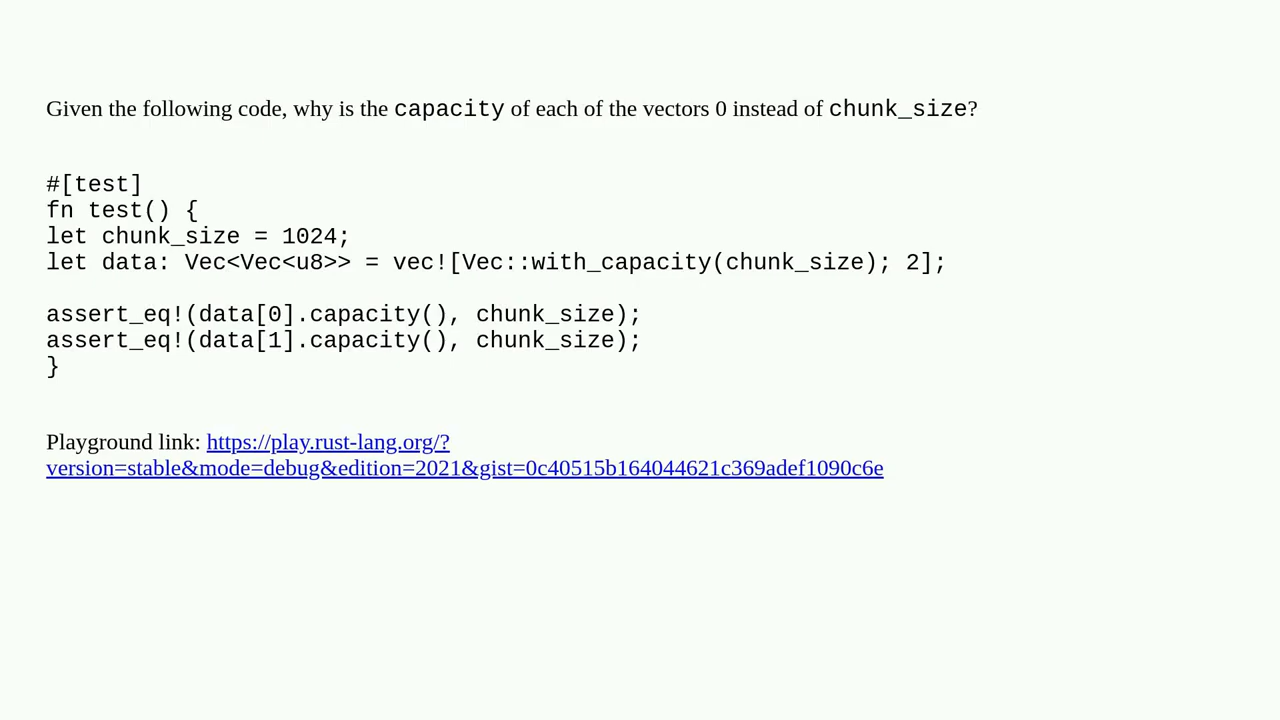 Given the following code, why is the capacity of each of the vectors 0 instead of chunk_size?
#[test]
fn test() {
let chunk_size = 1024;
let data: Vec<Vec<u8>> = vec![Vec::with_capacity(chunk_size); 2];
assert_eq!(data[0].capacity(), chunk_size);
assert_eq!(data[1].capacity(), chunk_size);
}
Playground link: https://play.rust-lang.org/?
version=stable&mode=debug&edition=2021&gist=0c40515b164044621c369adef1090c6e